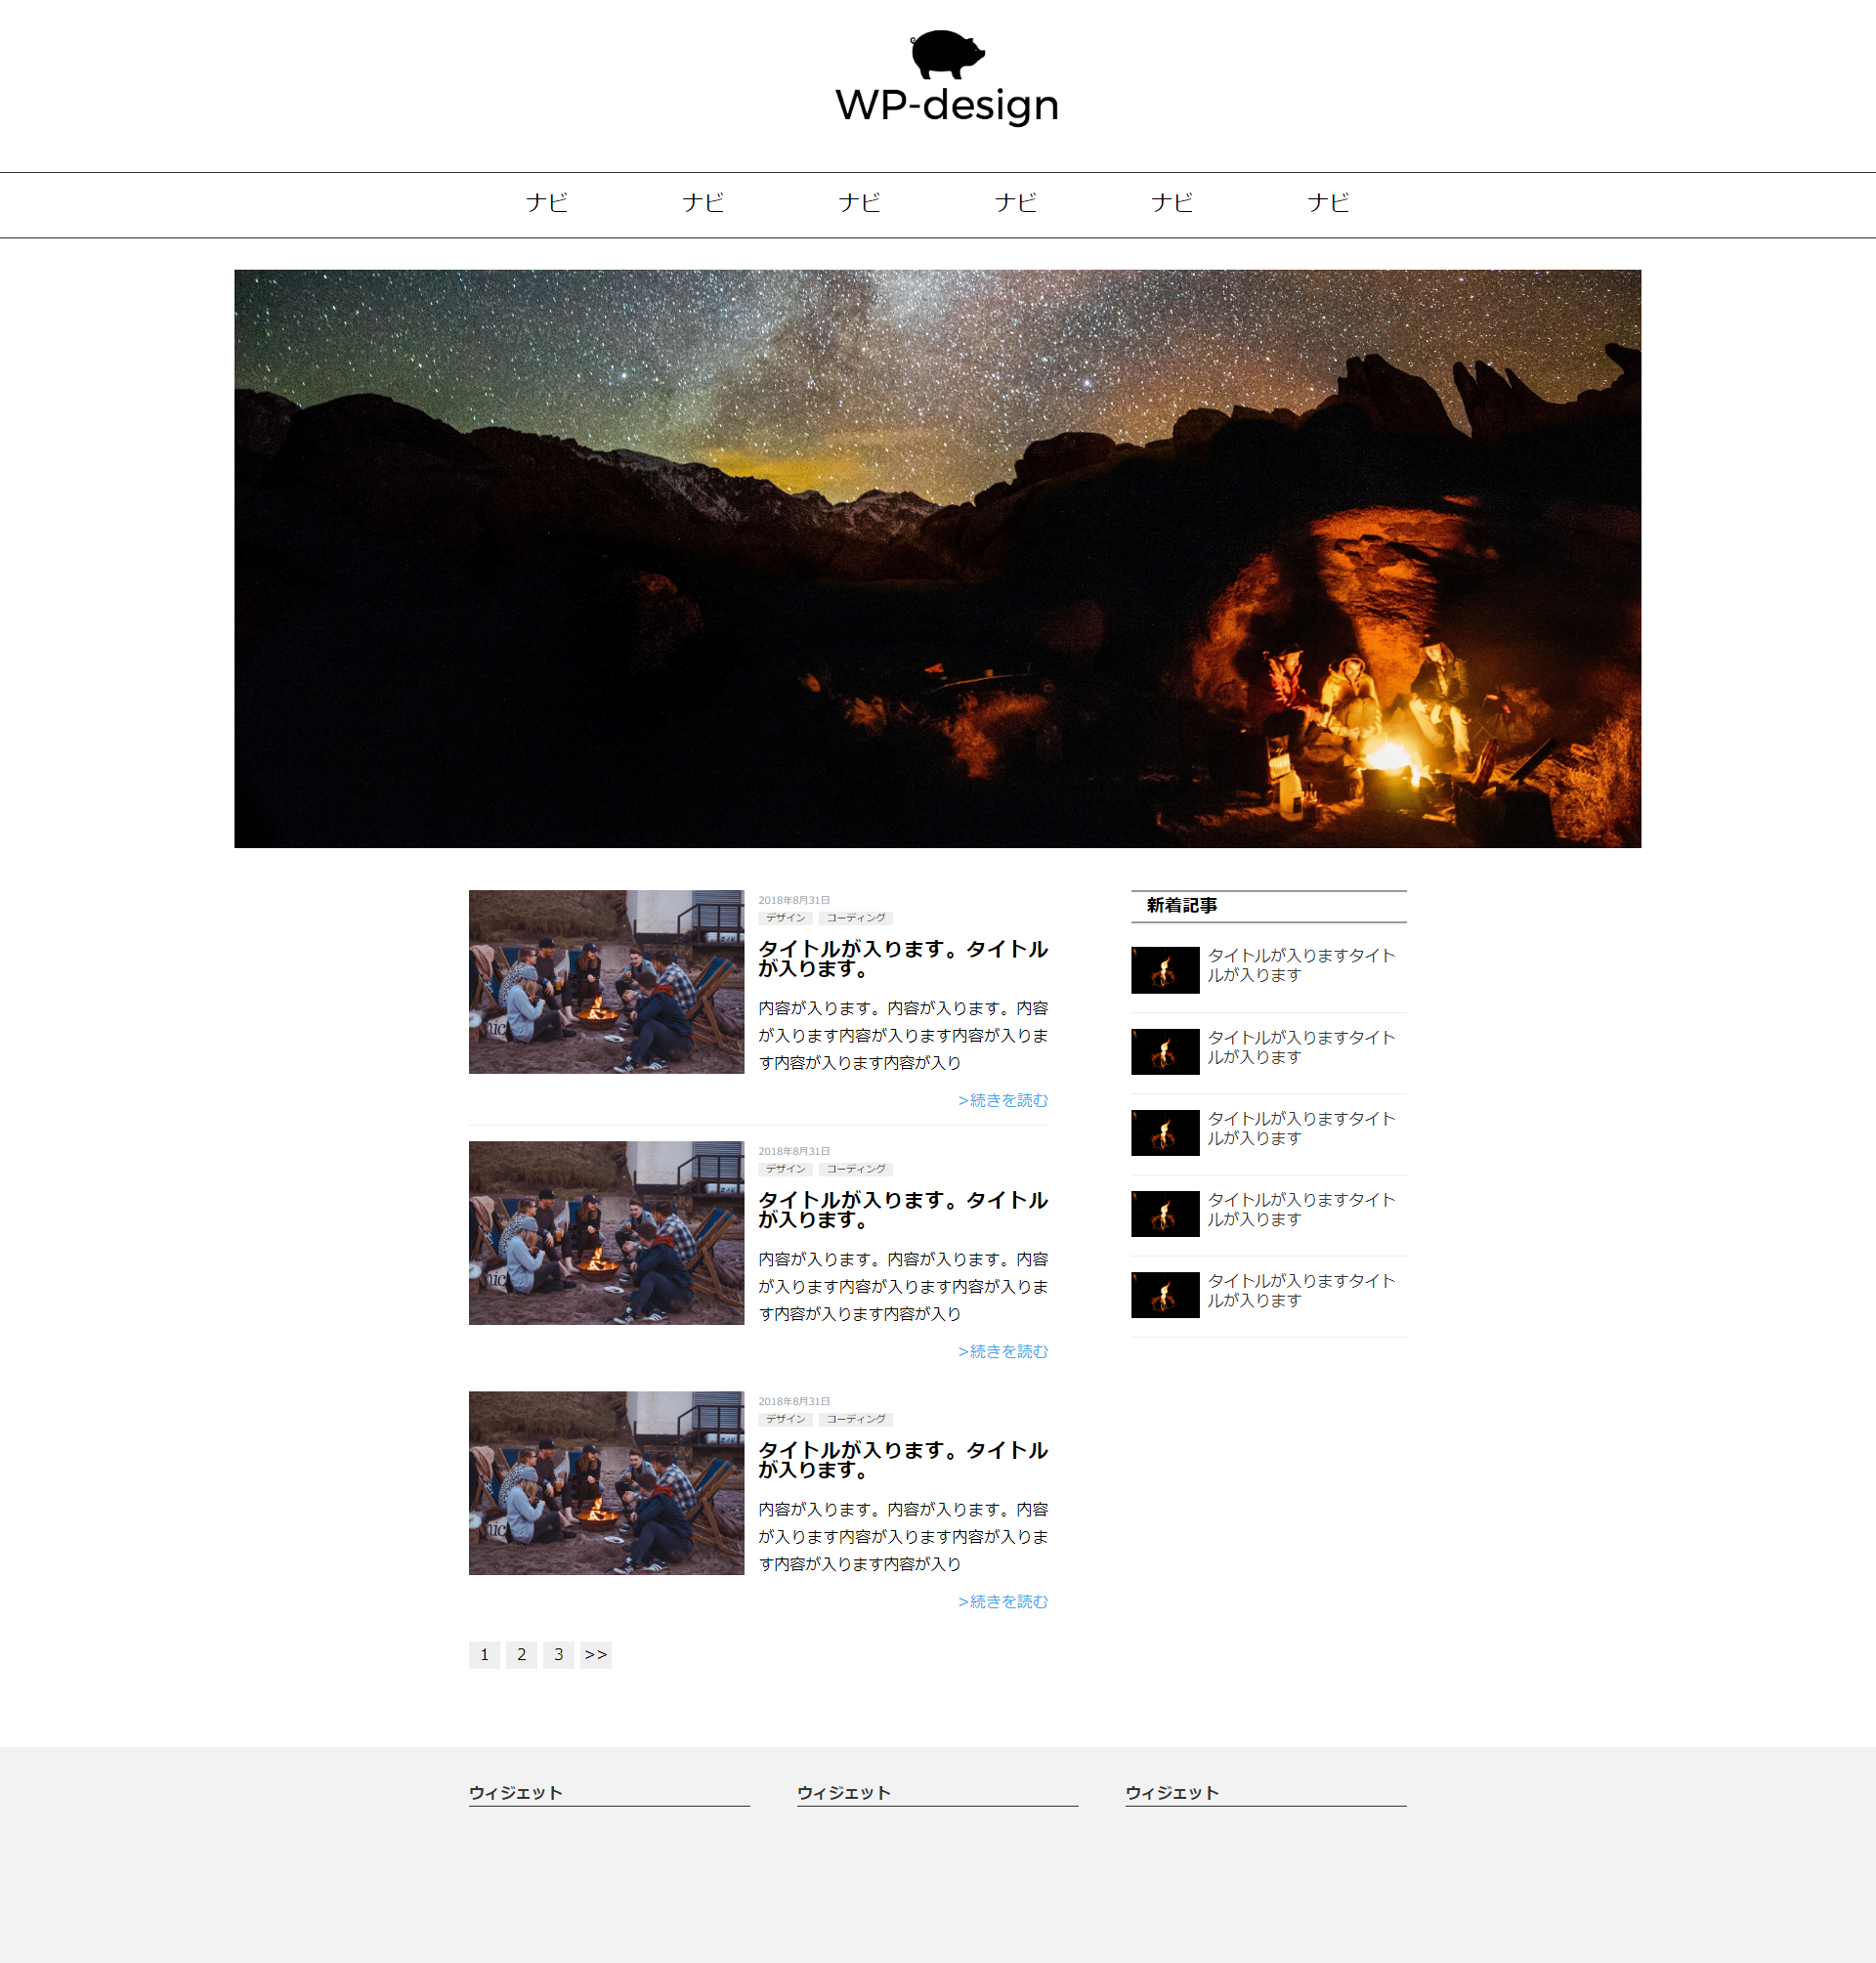 WP-design
ナビ ナビ ナビ ナビ ナビ ナビ
2018年8月31日
デザイン コーディング
タイトルが入ります。タイトル
が入ります。
内容が入ります。内容が入ります。内容
が入ります内容が入ります内容が入りま
す内容が入ります内容が入り
>続きを読む
2018年8月31日
デザイン コーディング
タイトルが入ります。タイトル
が入ります。
内容が入ります。内容が入ります。内容
が入ります内容が入ります内容が入りま
す内容が入ります内容が入り
>続きを読む
2018年8月31日
デザイン コーディング
タイトルが入ります。タイトル
が入ります。
内容が入ります。内容が入ります。内容
が入ります内容が入ります内容が入りま
す内容が入ります内容が入り
>続きを読む
1 2 3 >>
新着記事
タイトルが入りますタイト
ルが入ります
タイトルが入りますタイト
ルが入ります
タイトルが入りますタイト
ルが入ります
タイトルが入りますタイト
ルが入ります
タイトルが入りますタイト
ルが入ります
ウィジェット ウィジェット ウィジェット